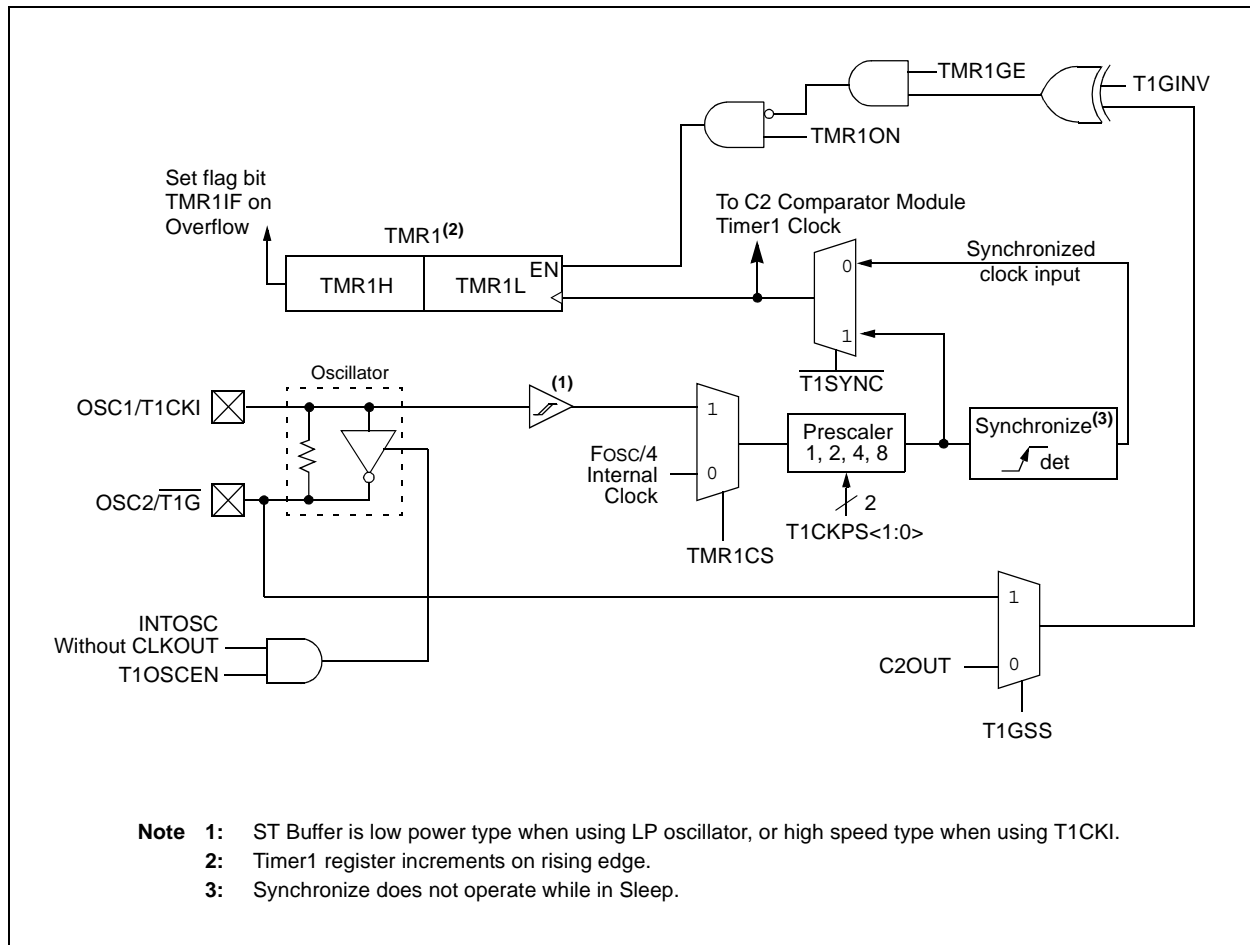 TMR1GE
T1GINV
TMR1ON
Set flag bit
TMR1IF on
Overflow
To C2 Comparator Module
Timer1 Clock
TMR1(2)
EN
TMR1H
TMR1L
0
1
Synchronized
clock input
T1SYNC
Oscillator
(1)
OSC1/T1CKI
OSC2/T1G
1
0
FOSC/4
Internal
Clock
TMR1CS
Prescaler
1, 2, 4, 8
2
T1CKPS<1:0>
Synchronize(3)
det
INTOSC
Without CLKOUT
T1OSCEN
1
C2OUT
0
T1GSS
Note 1: ST Buffer is low power type when using LP oscillator, or high speed type when using T1CKI.
2: Timer1 register increments on rising edge.
3: Synchronize does not operate while in Sleep.